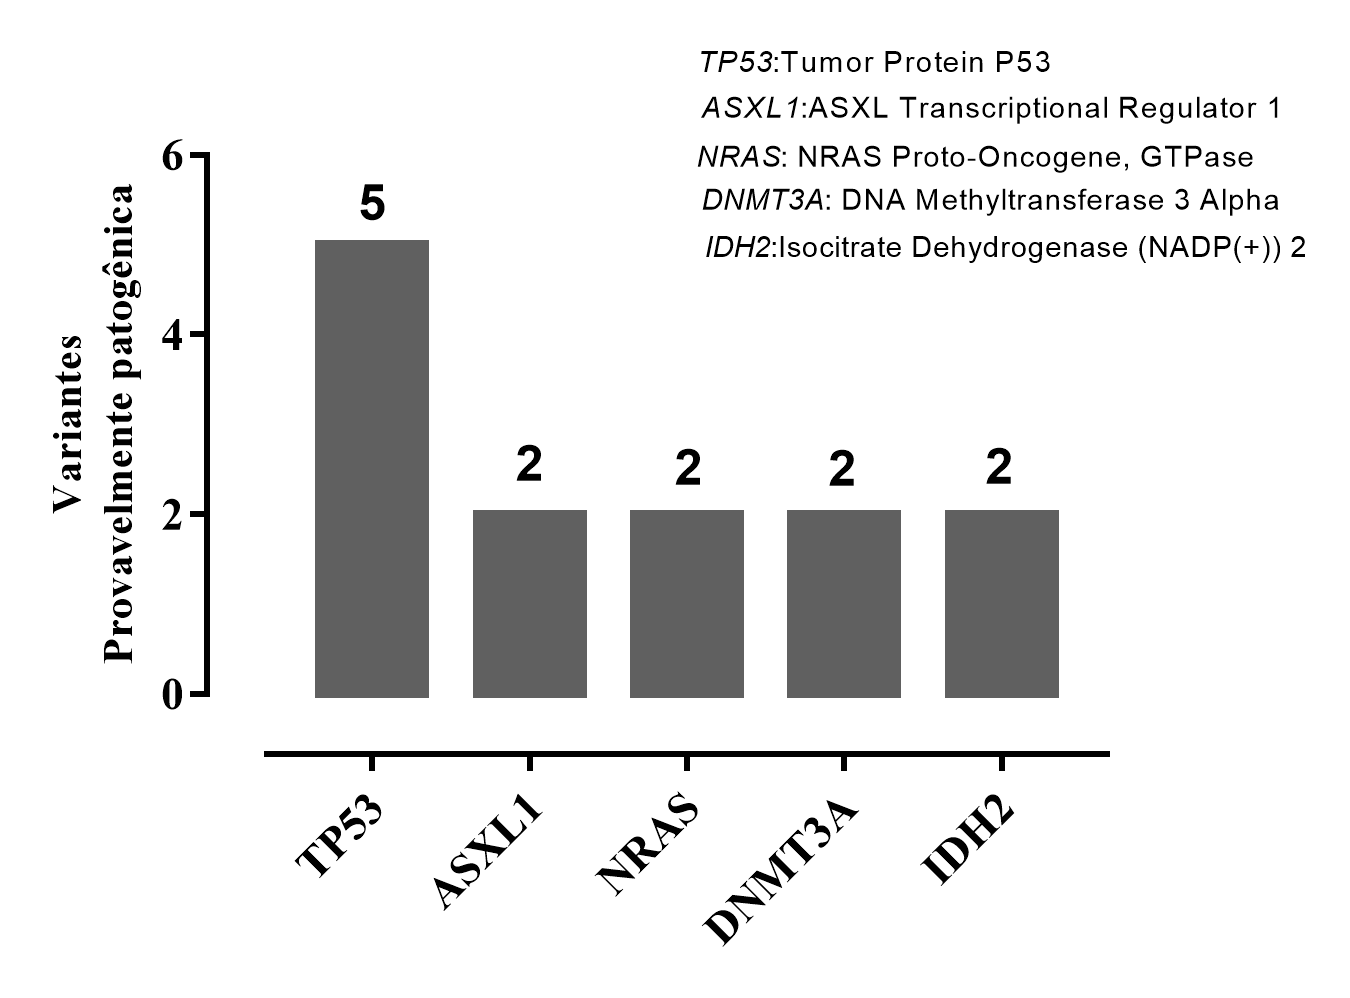 TP53:Tumor Protein P53
ASXL1:ASXL Transcriptional Regulator 1
NRAS: NRAS Proto-Oncogene, GTPase
DNMT3A: DNA Methyltransferase 3 Alpha
IDH2:Isocitrate Dehydrogenase (NADP(+)) 2
Variantes
Provavelmente patogênica
6
4
2
0
5
2
2
2
2
TP53
ASXL1
NRAS
DNMT3A
IDH2